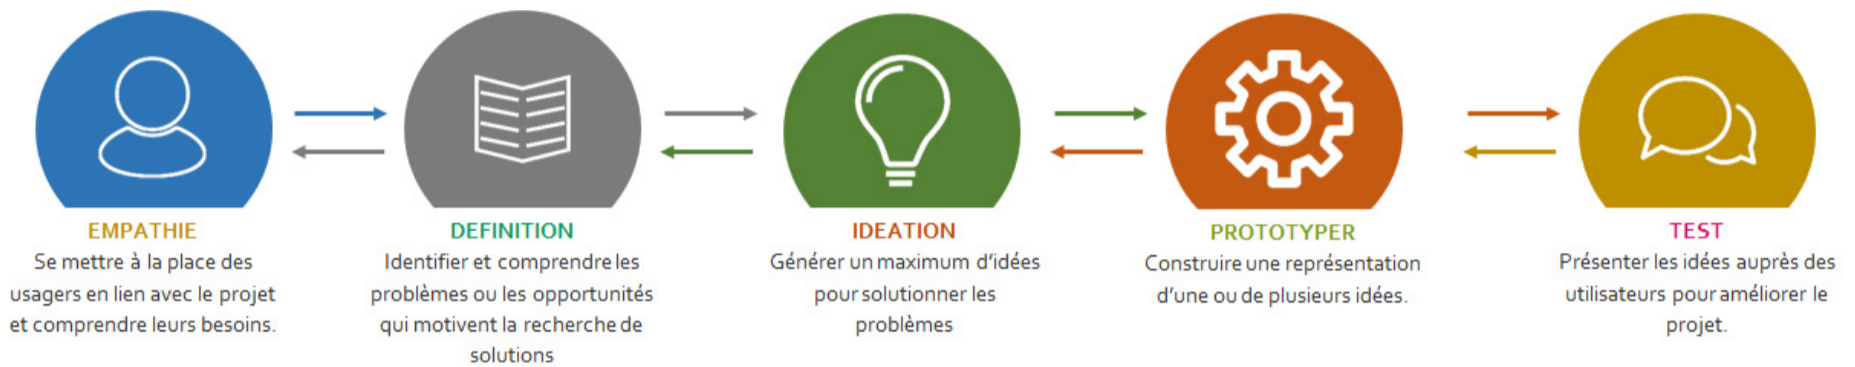 EMPATHIE
Se mettre à la place des
usagers en lien avec le projet
et comprendre leurs besoins.
DEFINITION
Identifier et comprendre les
problèmes ou les opportunités
qui motivent la recherche de
solutions
IDEATION
Générer un maximum d'idées
pour solutionner les
problèmes
PROTOTYPER
Construire une représentation
d'une ou de plusieurs idées.
TEST
Présenter les idées auprès des
utilisateurs pour améliorer le
projet.